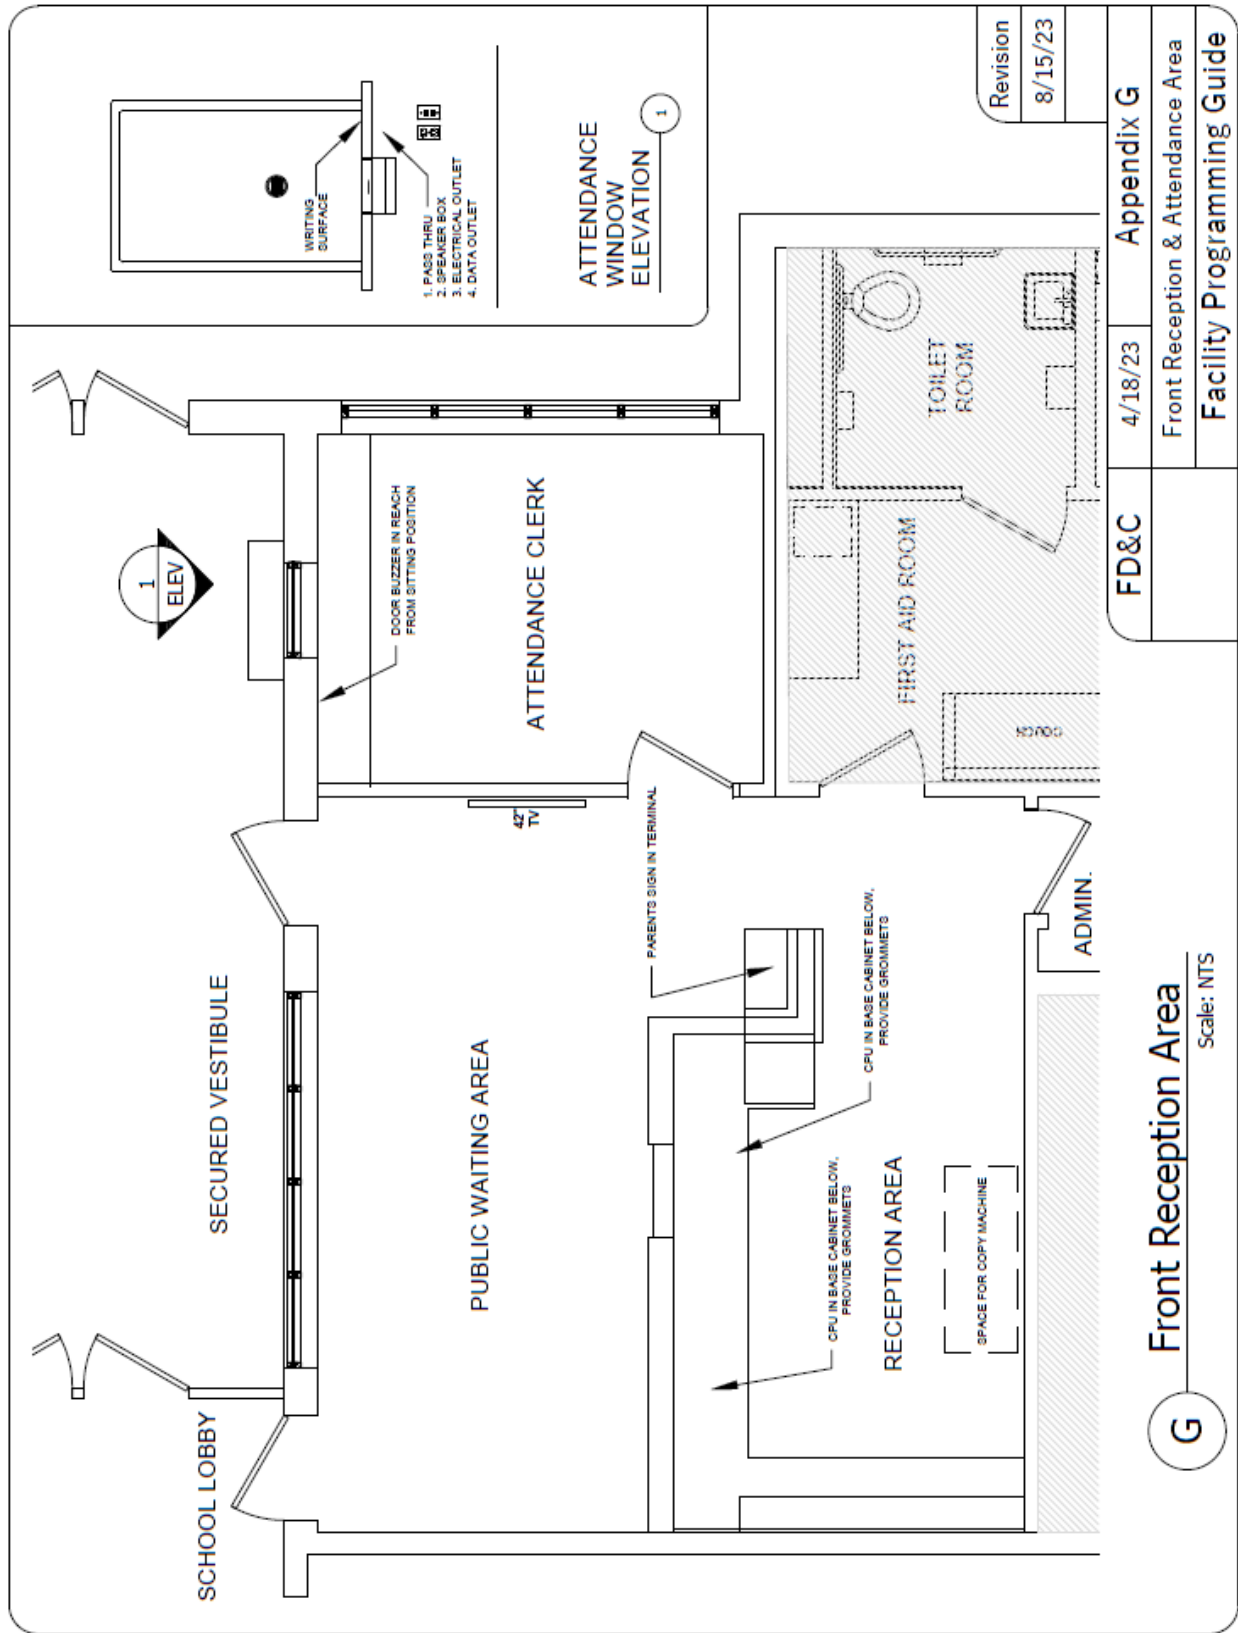 SCHOOL LOBBY
SECURED VESTIBULE
1
ELEV
WRITING
SURFACE
1. PASS THRU
2. SPEAKER BOX
3. ELECTRICAL OUTLET
4. DATA OUTLET
ATTENDANCE
WINDOW
ELEVATION
1
DOOR BUZZER IN REACH
FROM SITTING POSITION
PUBLIC WAITING AREA
42"
TV
ATTENDANCE CLERK
PARENTS SIGN IN TERMINAL
CPU IN BASE CABINET BELOW,
PROVIDE GROMMETS
CPU IN BASE CABINET BELOW,
PROVIDE GROMMETS
RECEPTION AREA
SPACE FOR COPY MACHINE
FIRST AID ROOM
COUCH
TOILET
ROOM
ADMIN.
G
Front Reception Area
Scale: NTS
Revision
8/15/23
FD&C
4/18/23
Appendix G
Front Reception & Attendance Area
Facility Programming Guide